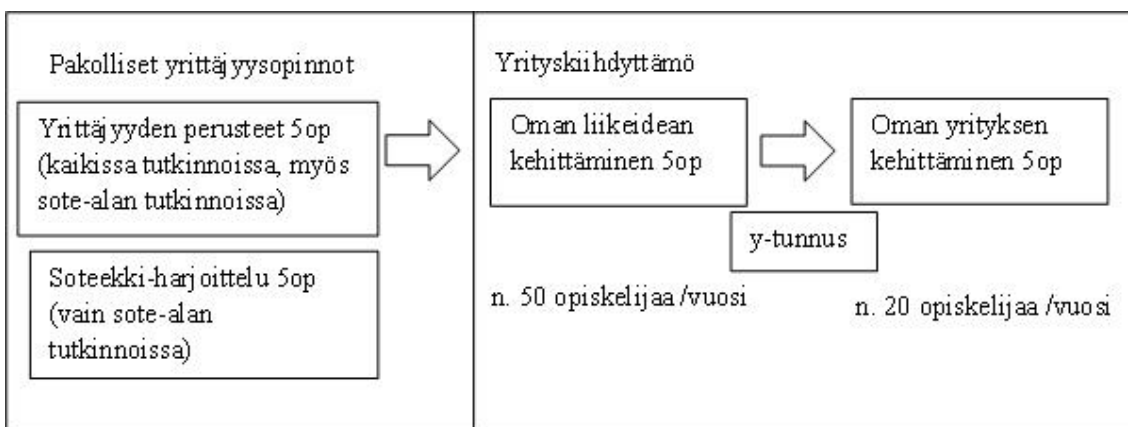 Pakolliset yrittäjyysopinnot
Yrittäjyyden perusteet 5op
(kaikissa tutkinnoissa, myös
sote-alan tutkinnoissa)
Soteekki-harjoittelu 5op
(vain sote-alan
tutkinnoissa)
Yrityskiihdyttämö
Oman liikeidean
kehittäminen 5op
Oman yrityksen
kehittäminen 5op
y-tunnus
n. 50 opiskelijaa /vuosi
n. 20 opiskelijaa /vuosi